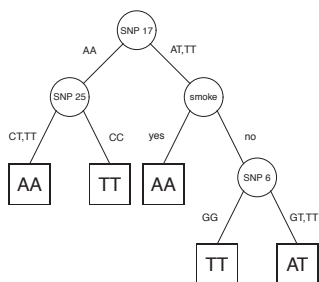 SNP 17
AA
AT,TT
SNP 25
smoke
CT,TT
CC
yes
no
AA
TT
AA
SNP 6
GG
GT,TT
TT
AT